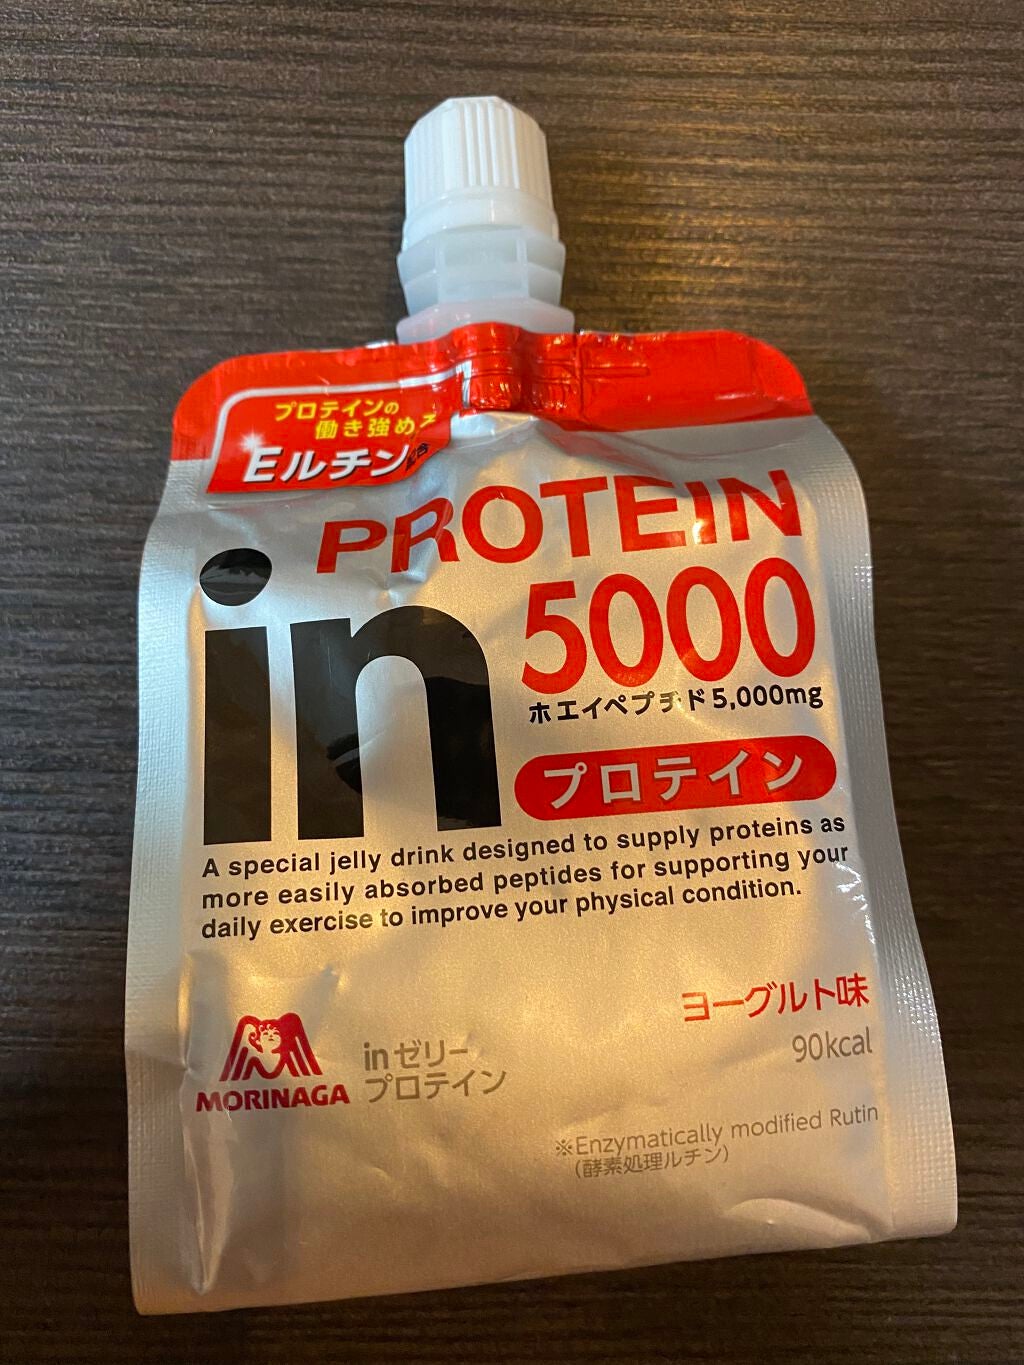 プロテインの
働き強める
Eルチン配合
PROTEIN
in
5000
ホエイペプチド5,000mg
プロテイン
A special jelly drink designed to supply proteins as
more easily absorbed peptides for supporting your
daily exercise to improve your physical condition.
ヨーグルト味
90kcal
MORINAGA
inゼリー
プロテイン
※Enzymatically modified Rutin
(酵素処理ルチン)